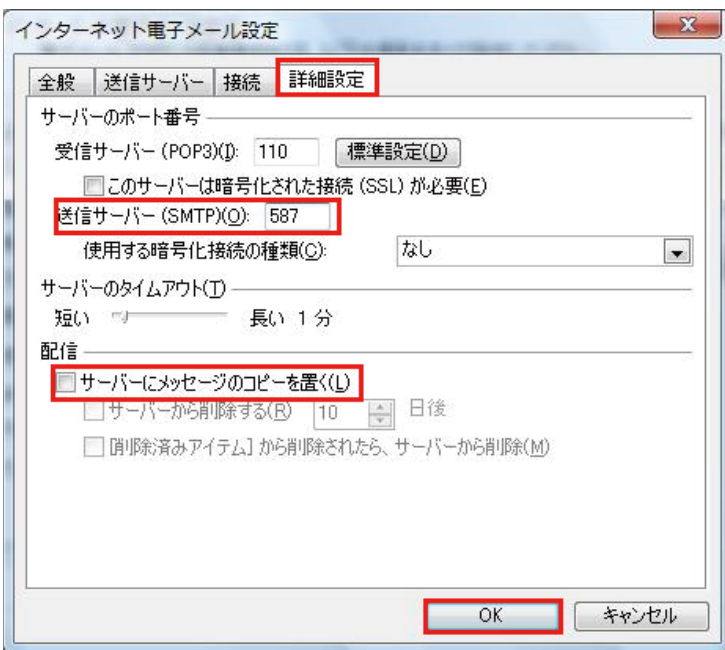 インターネット電子メール設定
全般 送信サーバー 接続 詳細設定
サーバーのポート番号
受信サーバー (POP3)(I): 110 標準設定(D)
このサーバーは暗号化された接続 (SSL) が必要(E)
送信サーバー (SMTP)(O): 587
使用する暗号化接続の種類(C): なし
サーバーのタイムアウト(T)
短い 長い 1 分
配信
サーバーにメッセージのコピーを置く(L)
サーバーから削除する(R) 10 日後
[削除済みアイテム] から削除されたら、サーバーから削除(M)
OK キャンセル